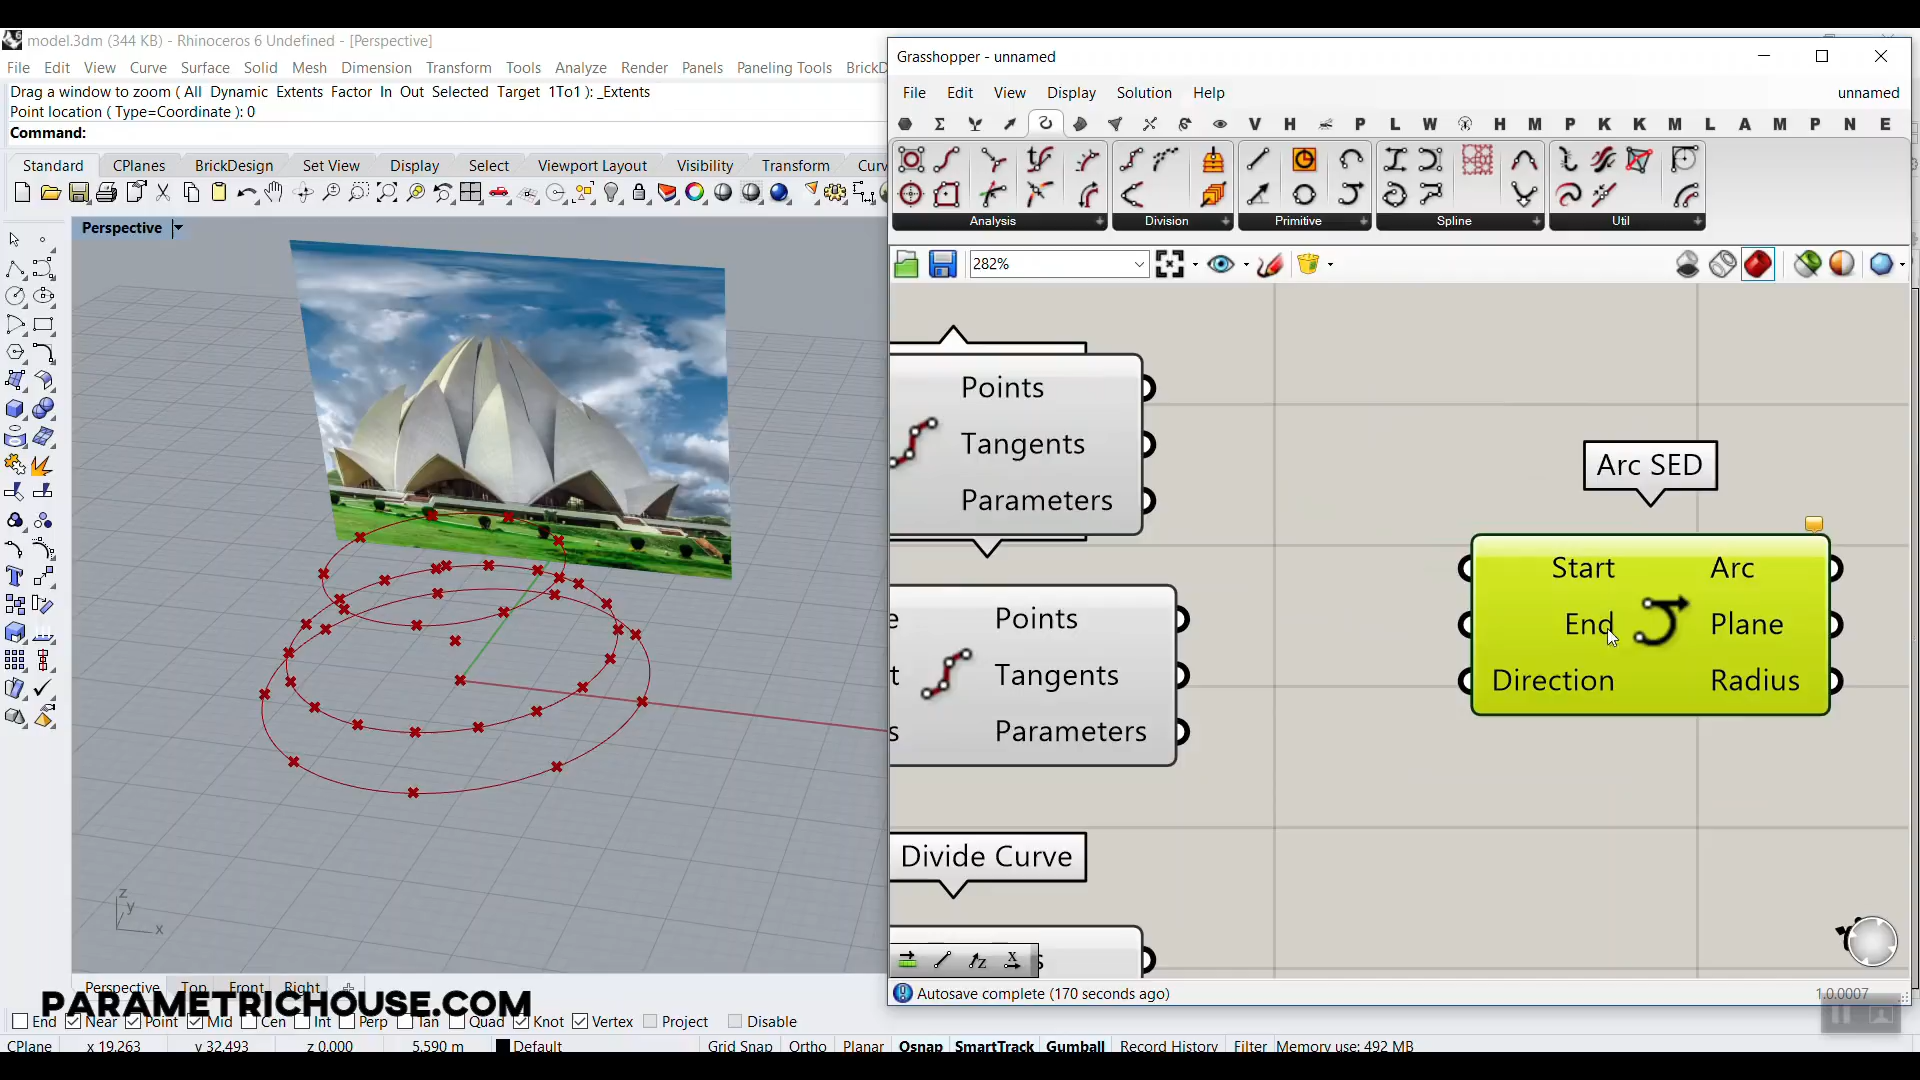 model.3dm (344 KB) - Rhinoceros 6 Undefined - [Perspective]
File Edit View Curve Surface Solid Mesh Dimension Transform Tools Analyze Render Panels Paneling Tools BrickD
Drag a window to zoom ( All Dynamic Extents Factor In Out Selected Target 1To1 ): _Extents
Point location ( Type=Coordinate ): 0
Command:
Standard CPlanes BrickDesign Set View Display Select Viewport Layout Visibility Transform Curv
Perspective
z
y
x
Perspective Top Front Right
PARAMETRICHOUSE.COM
End Near Point Mid Cen Int Perp Tan Quad Knot Vertex Project Disable
CPlane x 19.263 y 32.493 z 0.000 5.590 m Default Grid Snap Ortho Planar Osnap SmartTrack Gumball Record History Filter Memory use: 492 MB
Grasshopper - unnamed
File Edit View Display Solution Help unnamed
V H P L W H M P K K M L A M P N E
Analysis Division Primitive Spline Util
282%
Points
Tangents
Parameters
e Points
t Tangents
s Parameters
Divide Curve
s
Arc SED
Start Arc
End Plane
Direction Radius
Autosave complete (170 seconds ago)
1.0.0007